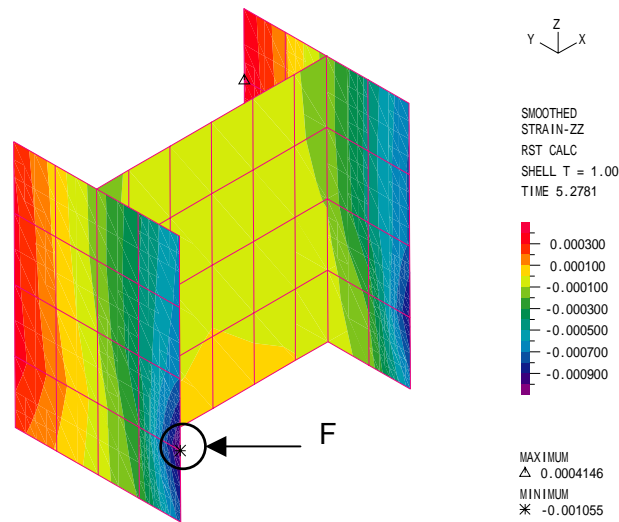 Z
Y X
SMOOTHED
STRAIN-ZZ
RST CALC
SHELL T = 1.00
TIME 5.2781
0.000300
0.000100
-0.000100
-0.000300
-0.000500
-0.000700
-0.000900
F
MAXIMUM
△ 0.0004146
MINIMUM
✳ -0.001055